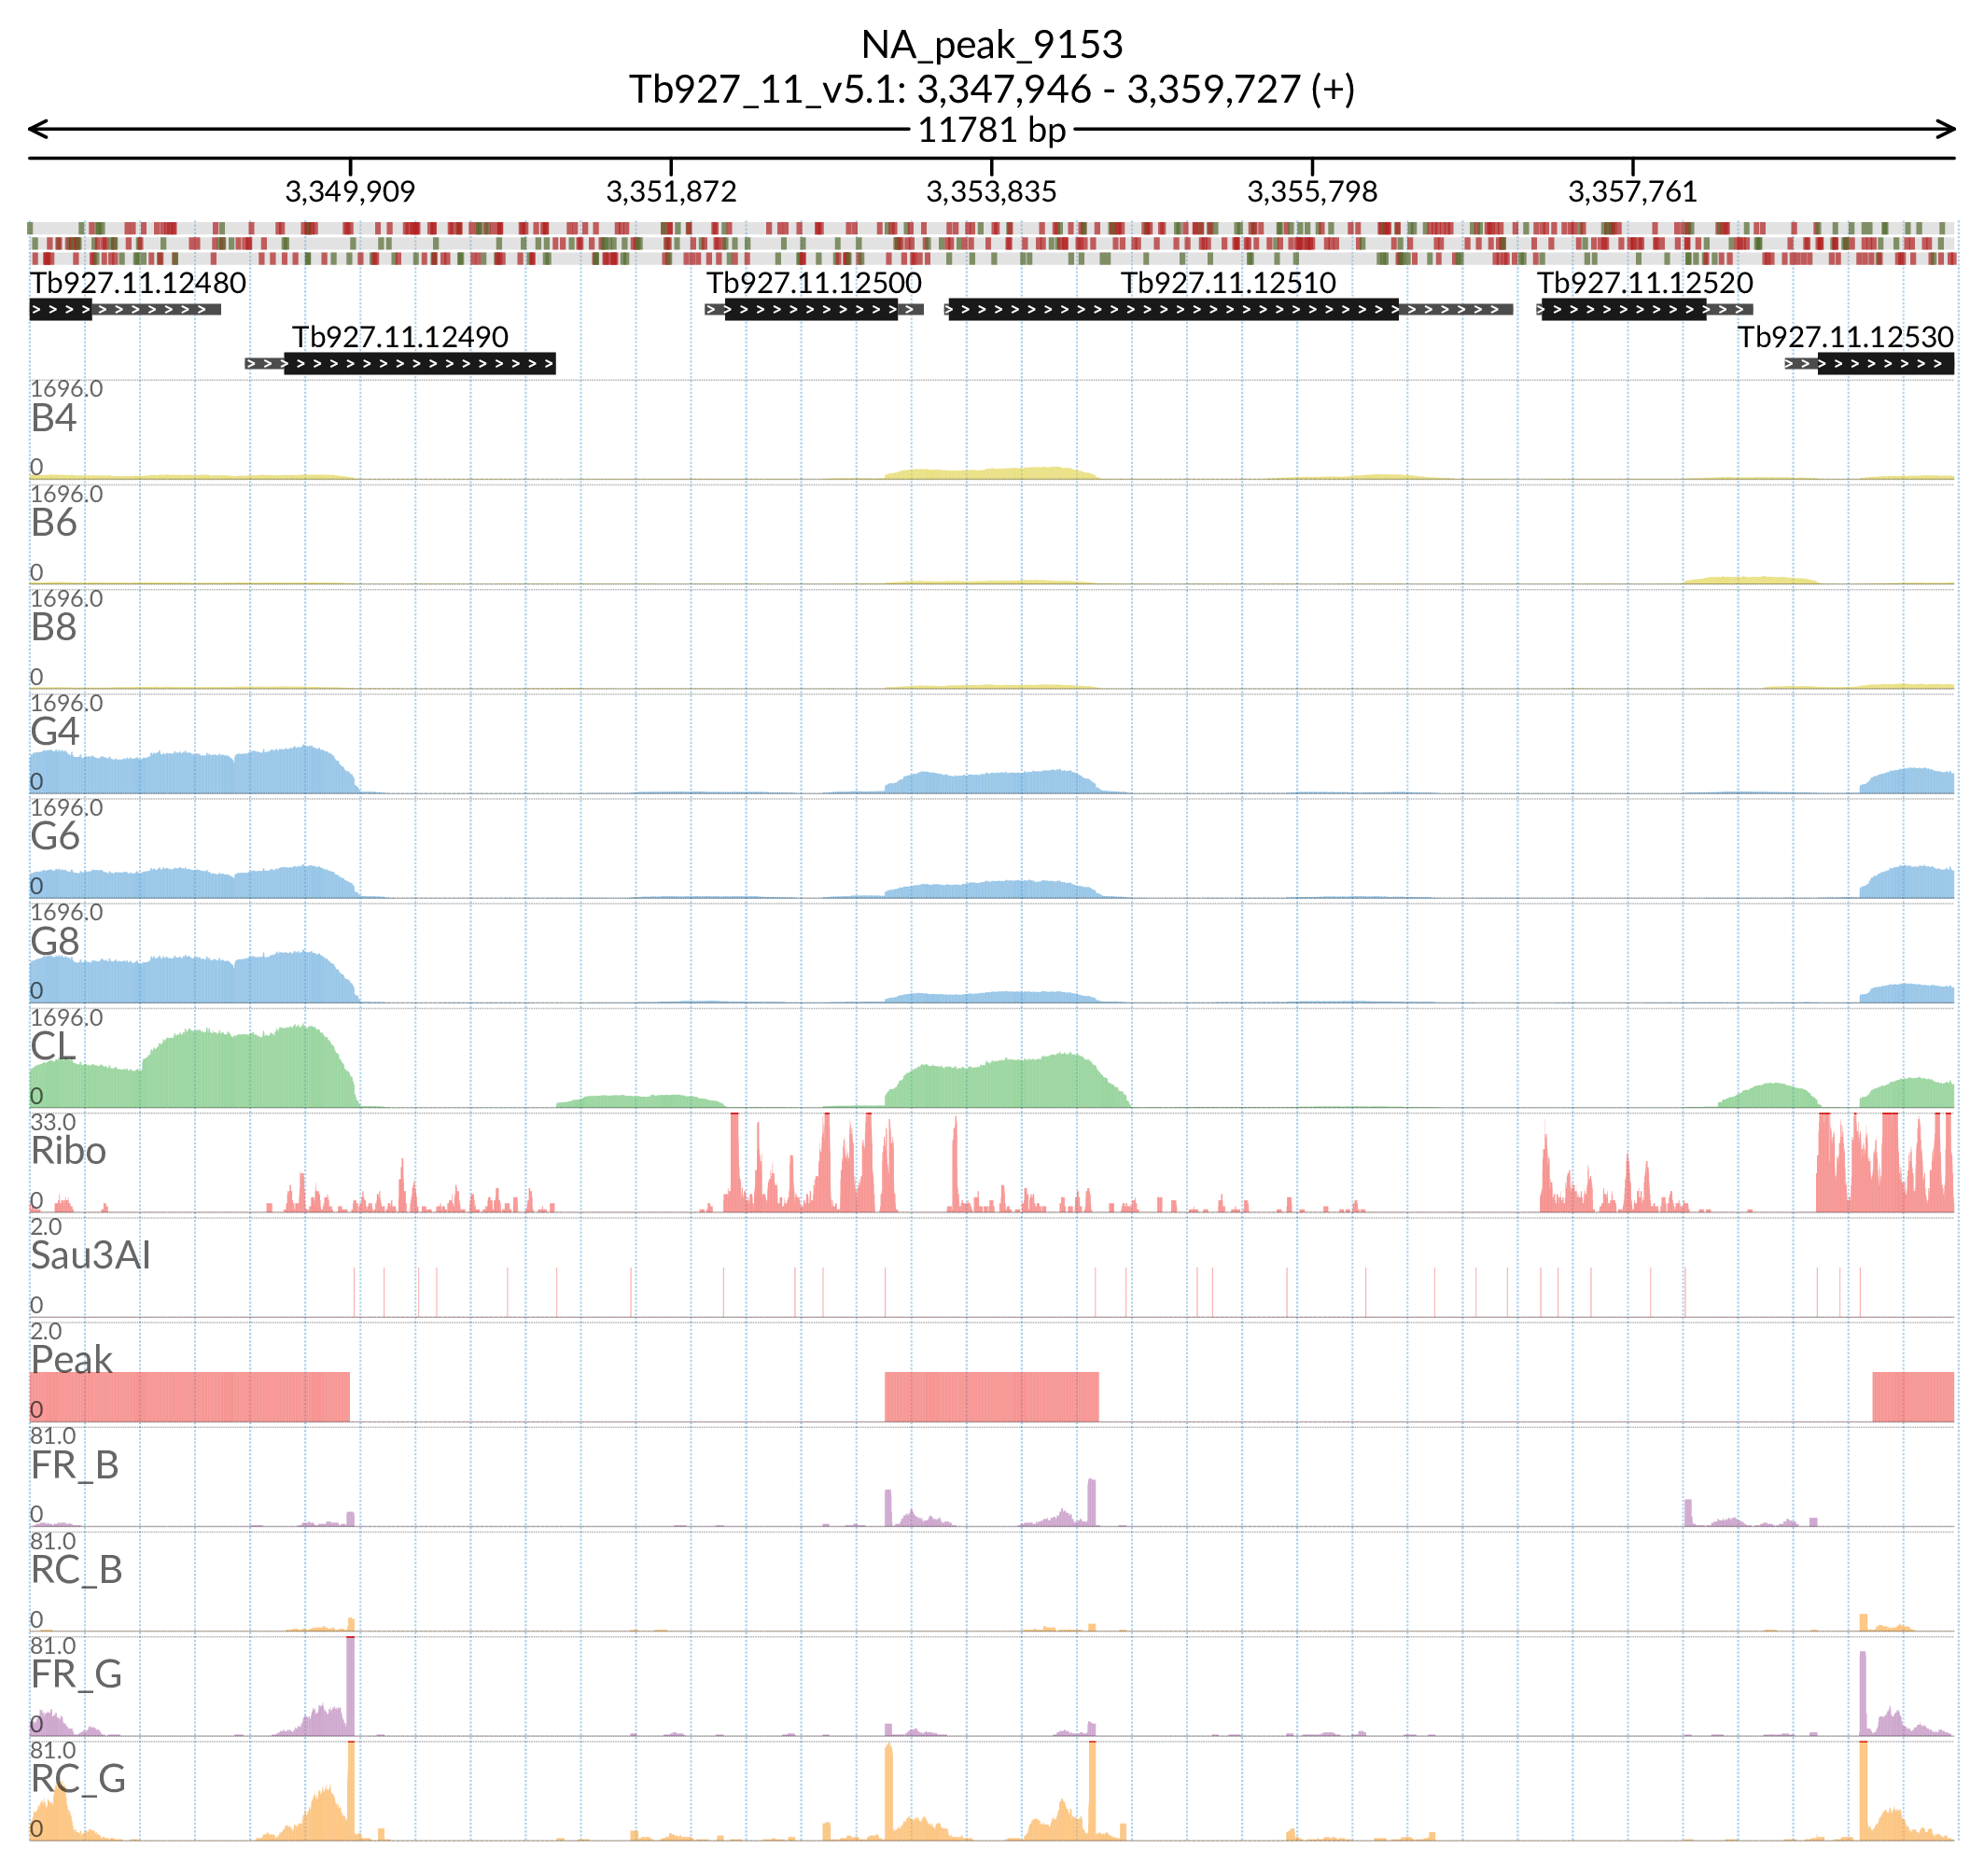 NA_peak_9153
Tb927_11_v5.1: 3,347,946 - 3,359,727 (+)
11781 bp
3,349,909 3,351,872 3,353,835 3,355,798 3,357,761
Tb927.11.12480 Tb927.11.12500 Tb927.11.12510 Tb927.11.12520
Tb927.11.12490 Tb927.11.12530
1696.0
B4
0
1696.0
B6
0
1696.0
B8
0
1696.0
G4
0
1696.0
G6
0
1696.0
G8
0
1696.0
CL
0
33.0
Ribo
0
2.0
Sau3AI
0
2.0
Peak
0
81.0
FR_B
0
81.0
RC_B
0
81.0
FR_G
0
81.0
RC_G
0